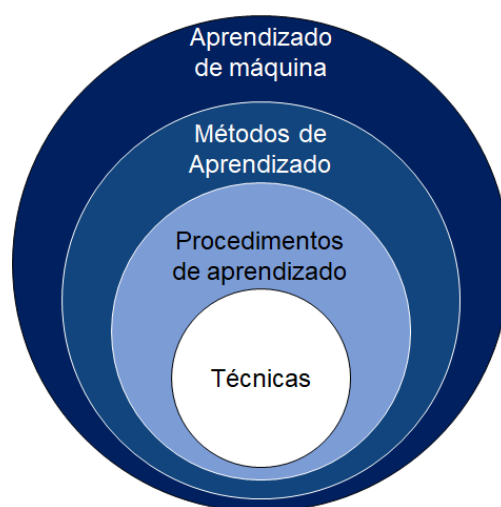 Aprendizado
de máquina
Métodos de
Aprendizado
Procedimentos
de aprendizado
Técnicas